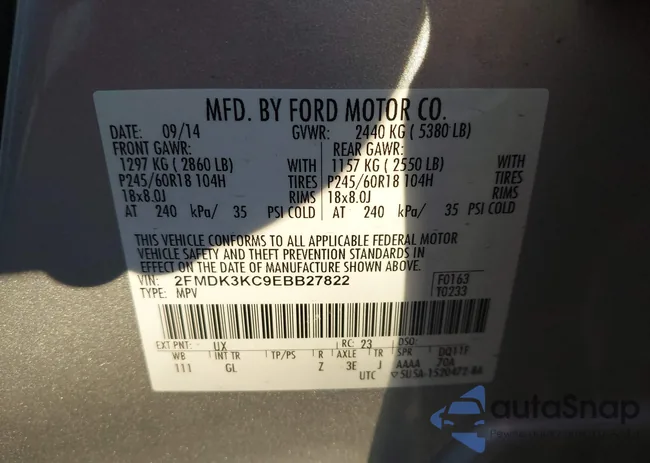 MFD. BY FORD MOTOR CO.
DATE: 09/14 GVWR: 2440 KG ( 5380 LB)
FRONT GAWR: REAR GAWR:
1297 KG ( 2860 LB) WITH 1157 KG ( 2550 LB) WITH
P245/60R18 104H TIRES P245/60R18 104H TIRES
18x8.0J RIMS 18x8.0J RIMS
AT 240 kPa/ 35 PSI COLD AT 240 kPa/ 35 PSI COLD
THIS VEHICLE CONFORMS TO ALL APPLICABLE FEDERAL MOTOR
VEHICLE SAFETY AND THEFT PREVENTION STANDARDS IN
EFFECT ON THE DATE OF MANUFACTURE SHOWN ABOVE.
VIN: 2FMDK3KC9EBB27822 F0163
TYPE: MPV T0233
EXT PNT: UX RC: 23 DSO:
WB INT TR TP/PS R AXLE TR SPR DQ11F
111 GL Z 3E J AAAA 70A
UTC
autoSnap